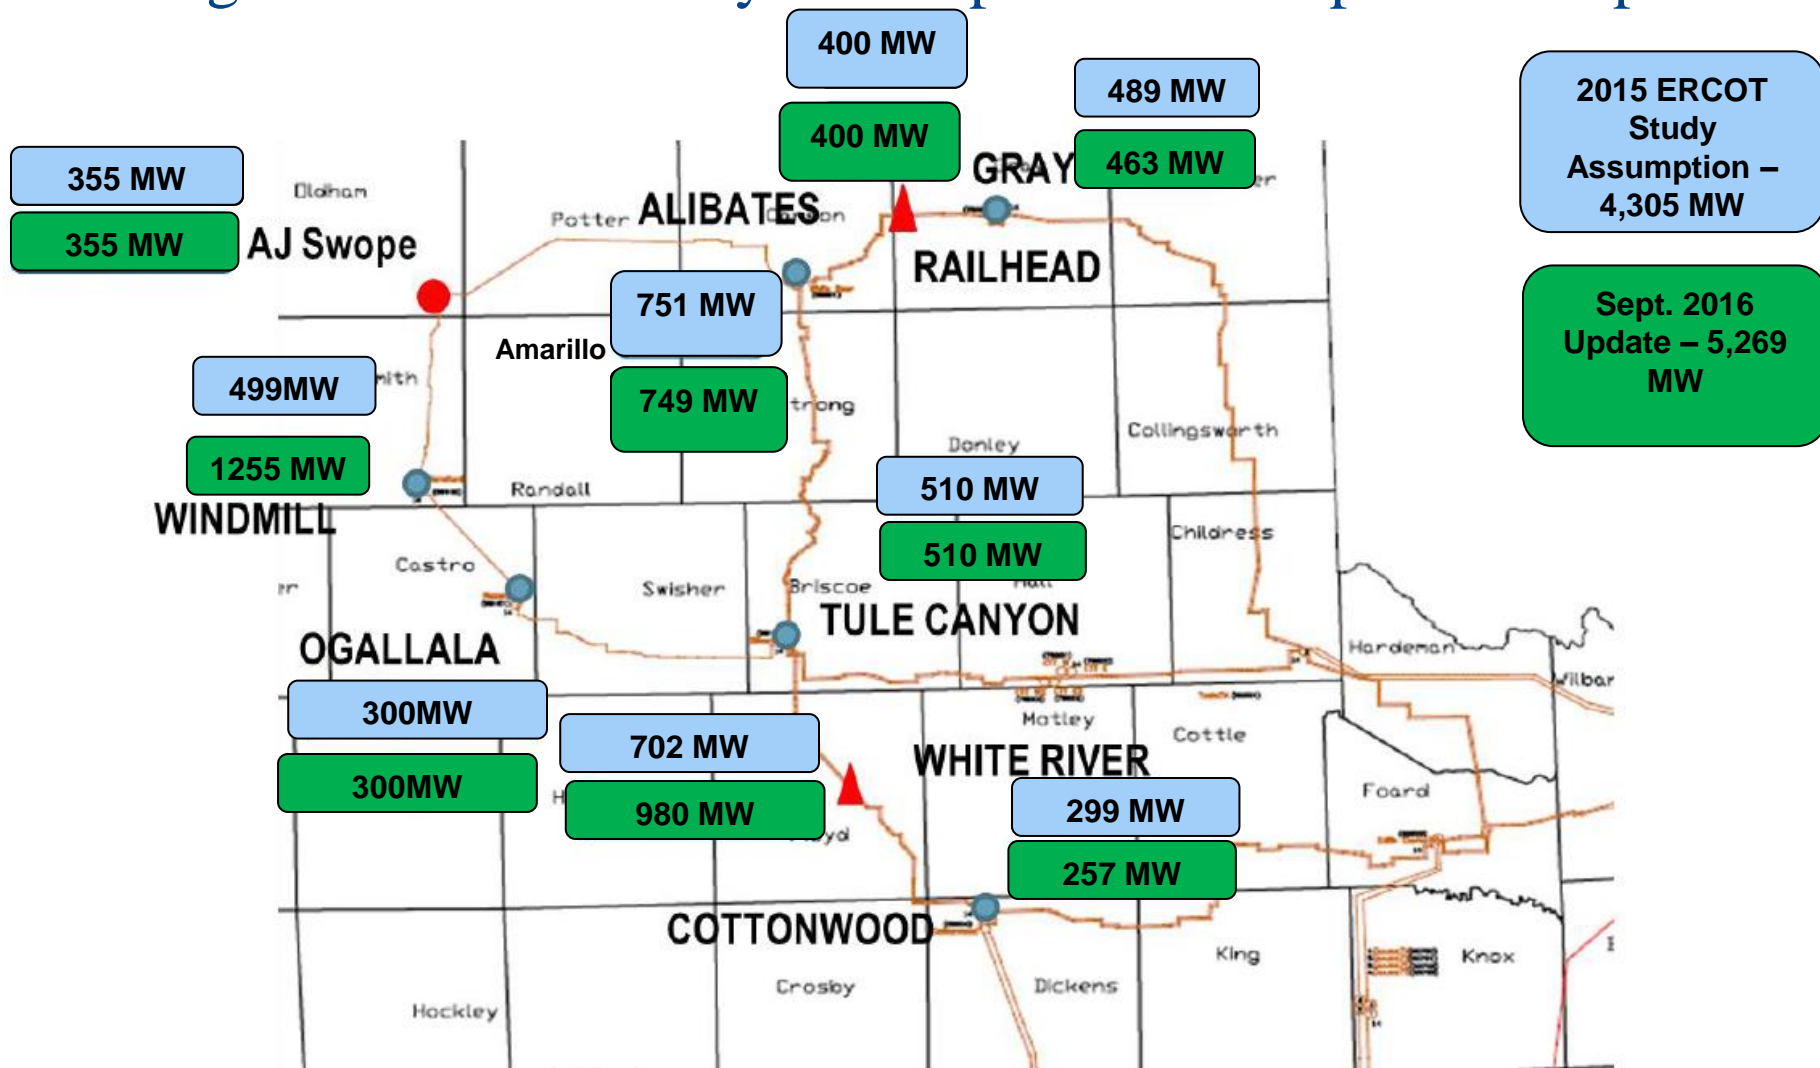 400 MW
489 MW
2015 ERCOT
Study
Assumption –
4,305 MW
400 MW
463 MW
GRAY
355 MW
Oldham
ALIBATES
Potter
355 MW
AJ Swope
RAILHEAD
751 MW
Sept. 2016
Update – 5,269
MW
Amarillo
499MW
749 MW
Donley
Collingsworth
1255 MW
Randall
510 MW
WINDMILL
Childress
510 MW
Castro
Swisher
Briscoe
TULE CANYON
OGALLALA
Hardeman
300MW
702 MW
Motley
Cottle
WHITE RIVER
300MW
980 MW
299 MW
Foard
257 MW
COTTONWOOD
King
Knox
Crosby
Dickens
Hockley